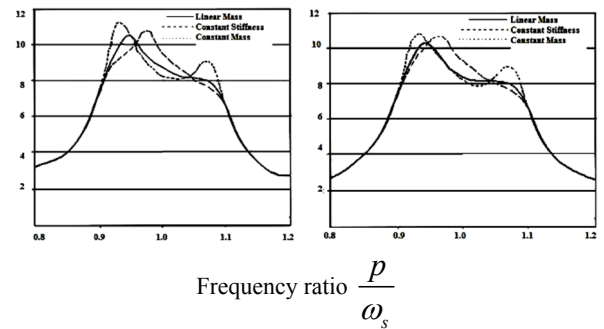 12
10
8
6
4
2
0.8 0.9 1.0 1.1 1.2
Linear Mass
Constant Stiffness
Constant Mass
12
10
8
6
4
2
0.8 0.9 1.0 1.1 1.2
Linear Mass
Constant Stiffness
Constant Mass
Frequency ratio p / ω_s